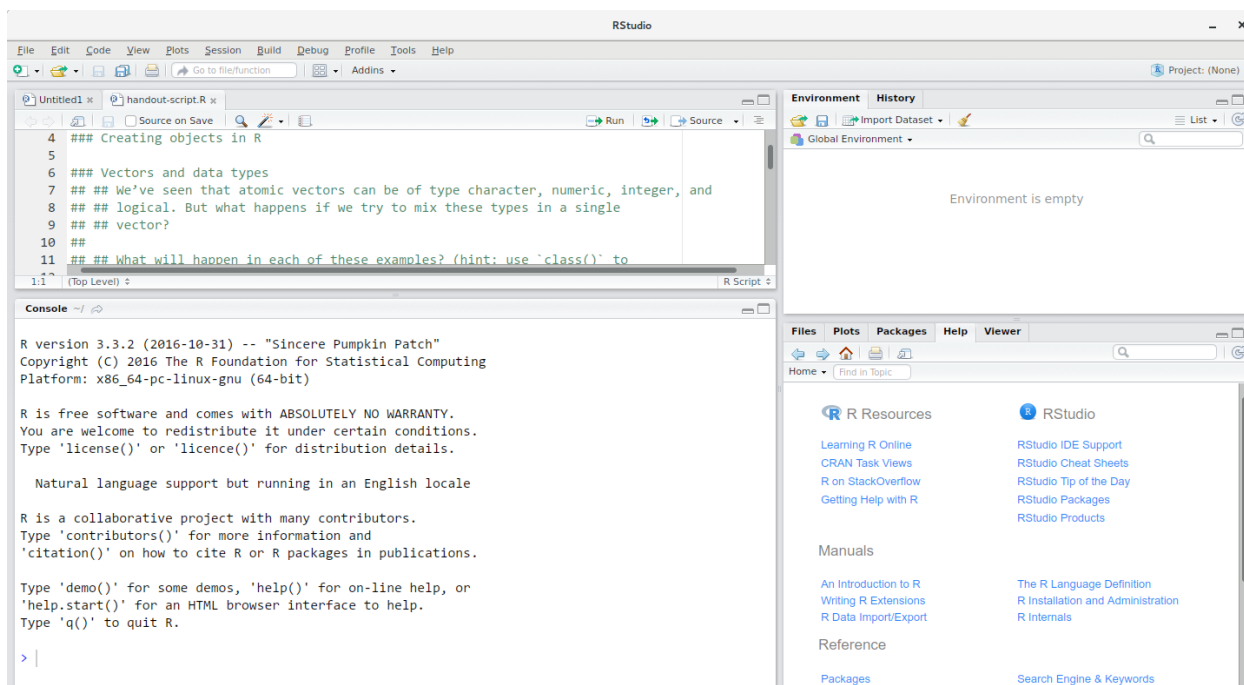 RStudio
File Edit Code View Plots Session Build Debug Profile Tools Help
Go to file/function Addins Project: (None)
Untitled1 handout-script.R
Source on Save Run Source
4 ### Creating objects in R
5
6 ### Vectors and data types
7 ## ## We’ve seen that atomic vectors can be of type character, numeric, integer, and
8 ## ## logical. But what happens if we try to mix these types in a single
9 ## ## vector?
10 ##
11 ## ## What will happen in each of these examples? (hint: use `class()` to
1:1 (Top Level) R Script
Console ~/
R version 3.3.2 (2016-10-31) -- "Sincere Pumpkin Patch"
Copyright (C) 2016 The R Foundation for Statistical Computing
Platform: x86_64-pc-linux-gnu (64-bit)
R is free software and comes with ABSOLUTELY NO WARRANTY.
You are welcome to redistribute it under certain conditions.
Type 'license()' or 'licence()' for distribution details.
Natural language support but running in an English locale
R is a collaborative project with many contributors.
Type 'contributors()' for more information and
'citation()' on how to cite R or R packages in publications.
Type 'demo()' for some demos, 'help()' for on-line help, or
'help.start()' for an HTML browser interface to help.
Type 'q()' to quit R.
>
Environment History
Import Dataset List
Global Environment
Environment is empty
Files Plots Packages Help Viewer
Home Find in Topic
R R Resources R RStudio
Learning R Online RStudio IDE Support
CRAN Task Views RStudio Cheat Sheets
R on StackOverflow RStudio Tip of the Day
Getting Help with R RStudio Packages
RStudio Products
Manuals
An Introduction to R The R Language Definition
Writing R Extensions R Installation and Administration
R Data Import/Export R Internals
Reference
Packages Search Engine & Keywords